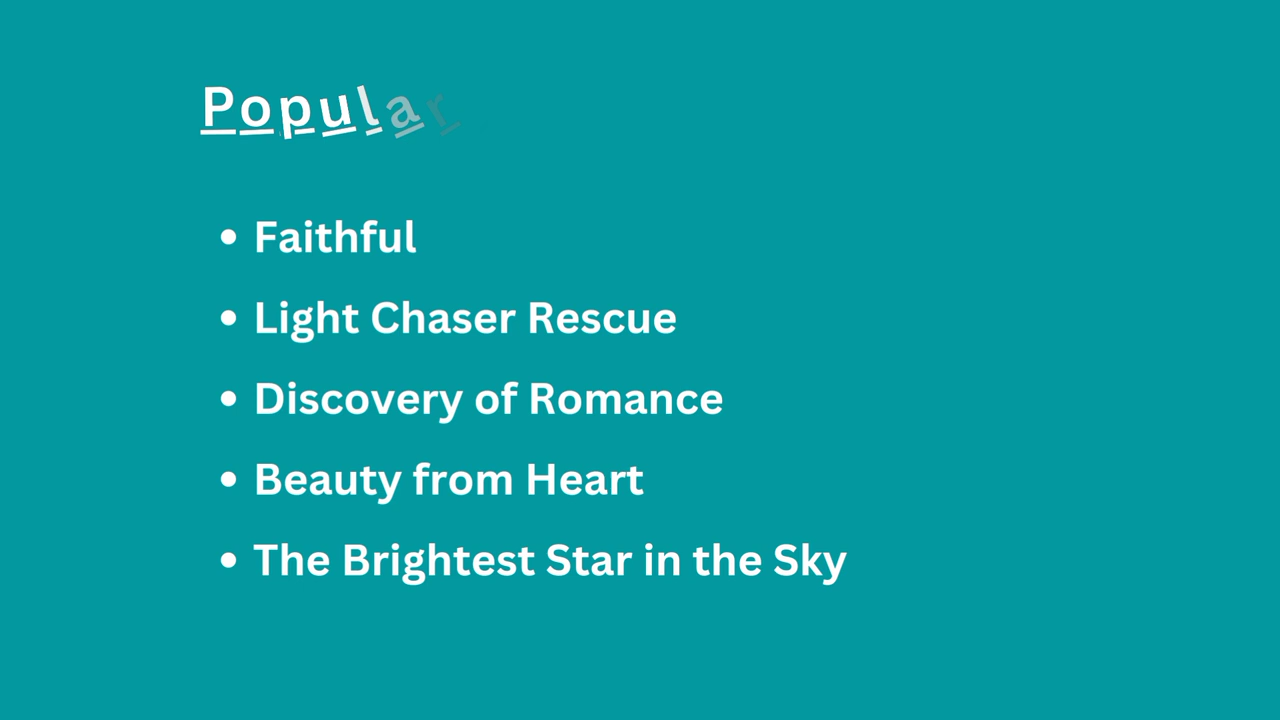 Popular
• Faithful
• Light Chaser Rescue
• Discovery of Romance
• Beauty from Heart
• The Brightest Star in the Sky